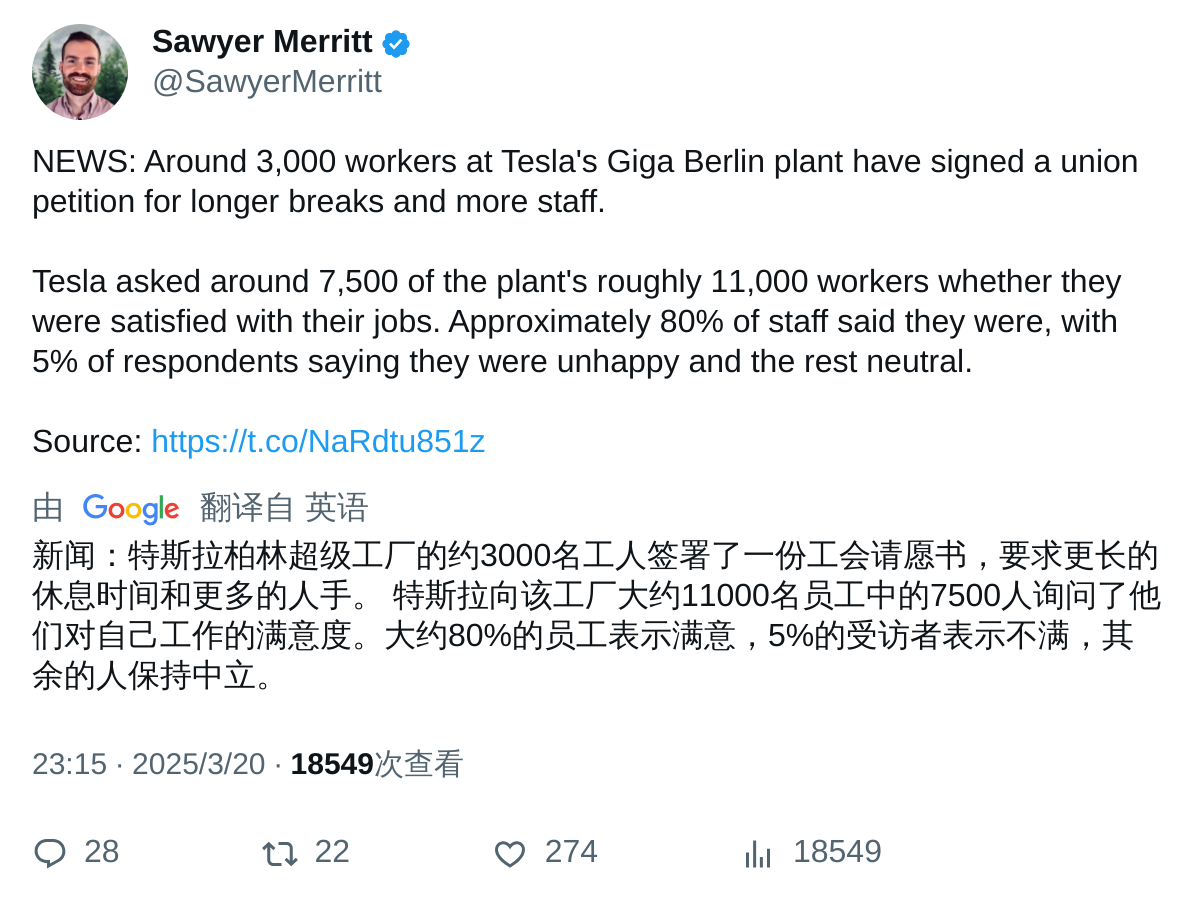 Sawyer Merritt
@SawyerMerritt
NEWS: Around 3,000 workers at Tesla's Giga Berlin plant have signed a union
petition for longer breaks and more staff.
Tesla asked around 7,500 of the plant's roughly 11,000 workers whether they
were satisfied with their jobs. Approximately 80% of staff said they were, with
5% of respondents saying they were unhappy and the rest neutral.
Source: https://t.co/NaRdtu851z
由 Google 翻译自 英语
新闻：特斯拉柏林超级工厂的约3000名工人签署了一份工会请愿书，要求更长的
休息时间和更多的人手。 特斯拉向该工厂大约11000名员工中的7500人询问了他
们对自己工作的满意度。大约80%的员工表示满意，5%的受访者表示不满，其
余的人保持中立。
23:15 · 2025/3/20 · 18549次查看
28 22 274 18549